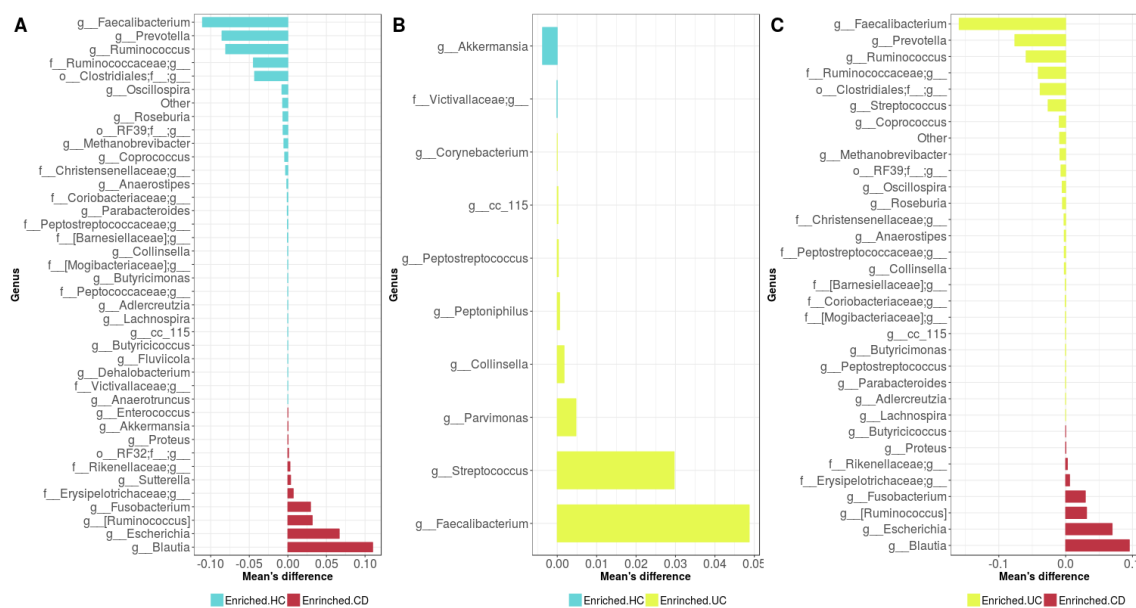 A
g__Faecalibacterium
g__Prevotella
g__Ruminococcus
f__Ruminococcaceae;g__
o__Clostridiales;f__;g__
g__Oscillospira
Other
g__Roseburia
o__RF39;f__;g__
g__Methanobrevibacter
g__Coprococcus
f__Christensenellaceae;g__
g__Anaerostipes
f__Coriobacteriaceae;g__
g__Parabacteroides
f__Peptostreptococcaceae;g__
f__[Barnesiellaceae];g__
g__Collinsella
f__[Mogibacteriaceae];g__
g__Butyricimonas
f__Peptococcaceae;g__
g__Adlercreutzia
g__Lachnospira
g__cc_115
g__Butyricicoccus
g__Fluviicola
g__Dehalobacterium
f__Victivallaceae;g__
g__Anaerotruncus
g__Enterococcus
g__Akkermansia
g__Proteus
o__RF32;f__;g__
f__Rikenellaceae;g__
g__Sutterella
f__Erysipelotrichaceae;g__
g__Fusobacterium
g__[Ruminococcus]
g__Escherichia
g__Blautia
Genus
-0.10 -0.05 0.00 0.05 0.10
Mean's difference
Enriched.HC Enrinched.CD
B
g__Akkermansia
f__Victivallaceae;g__
g__Corynebacterium
g__cc_115
g__Peptostreptococcus
g__Peptoniphilus
g__Collinsella
g__Parvimonas
g__Streptococcus
g__Faecalibacterium
Genus
0.00 0.01 0.02 0.03 0.04 0.05
Mean's difference
Enriched.HC Enrinched.UC
C
g__Faecalibacterium
g__Prevotella
g__Ruminococcus
f__Ruminococcaceae;g__
o__Clostridiales;f__;g__
g__Streptococcus
g__Coprococcus
Other
g__Methanobrevibacter
o__RF39;f__;g__
g__Oscillospira
g__Roseburia
f__Christensenellaceae;g__
g__Anaerostipes
f__Peptostreptococcaceae;g__
g__Collinsella
f__[Barnesiellaceae];g__
f__Coriobacteriaceae;g__
f__[Mogibacteriaceae];g__
g__cc_115
g__Butyricimonas
g__Peptostreptococcus
g__Parabacteroides
g__Adlercreutzia
g__Lachnospira
g__Butyricicoccus
g__Proteus
f__Rikenellaceae;g__
f__Erysipelotrichaceae;g__
g__Fusobacterium
g__[Ruminococcus]
g__Escherichia
g__Blautia
Genus
-0.1 0.0
Mean's difference
Enriched.UC Enrinched.CD